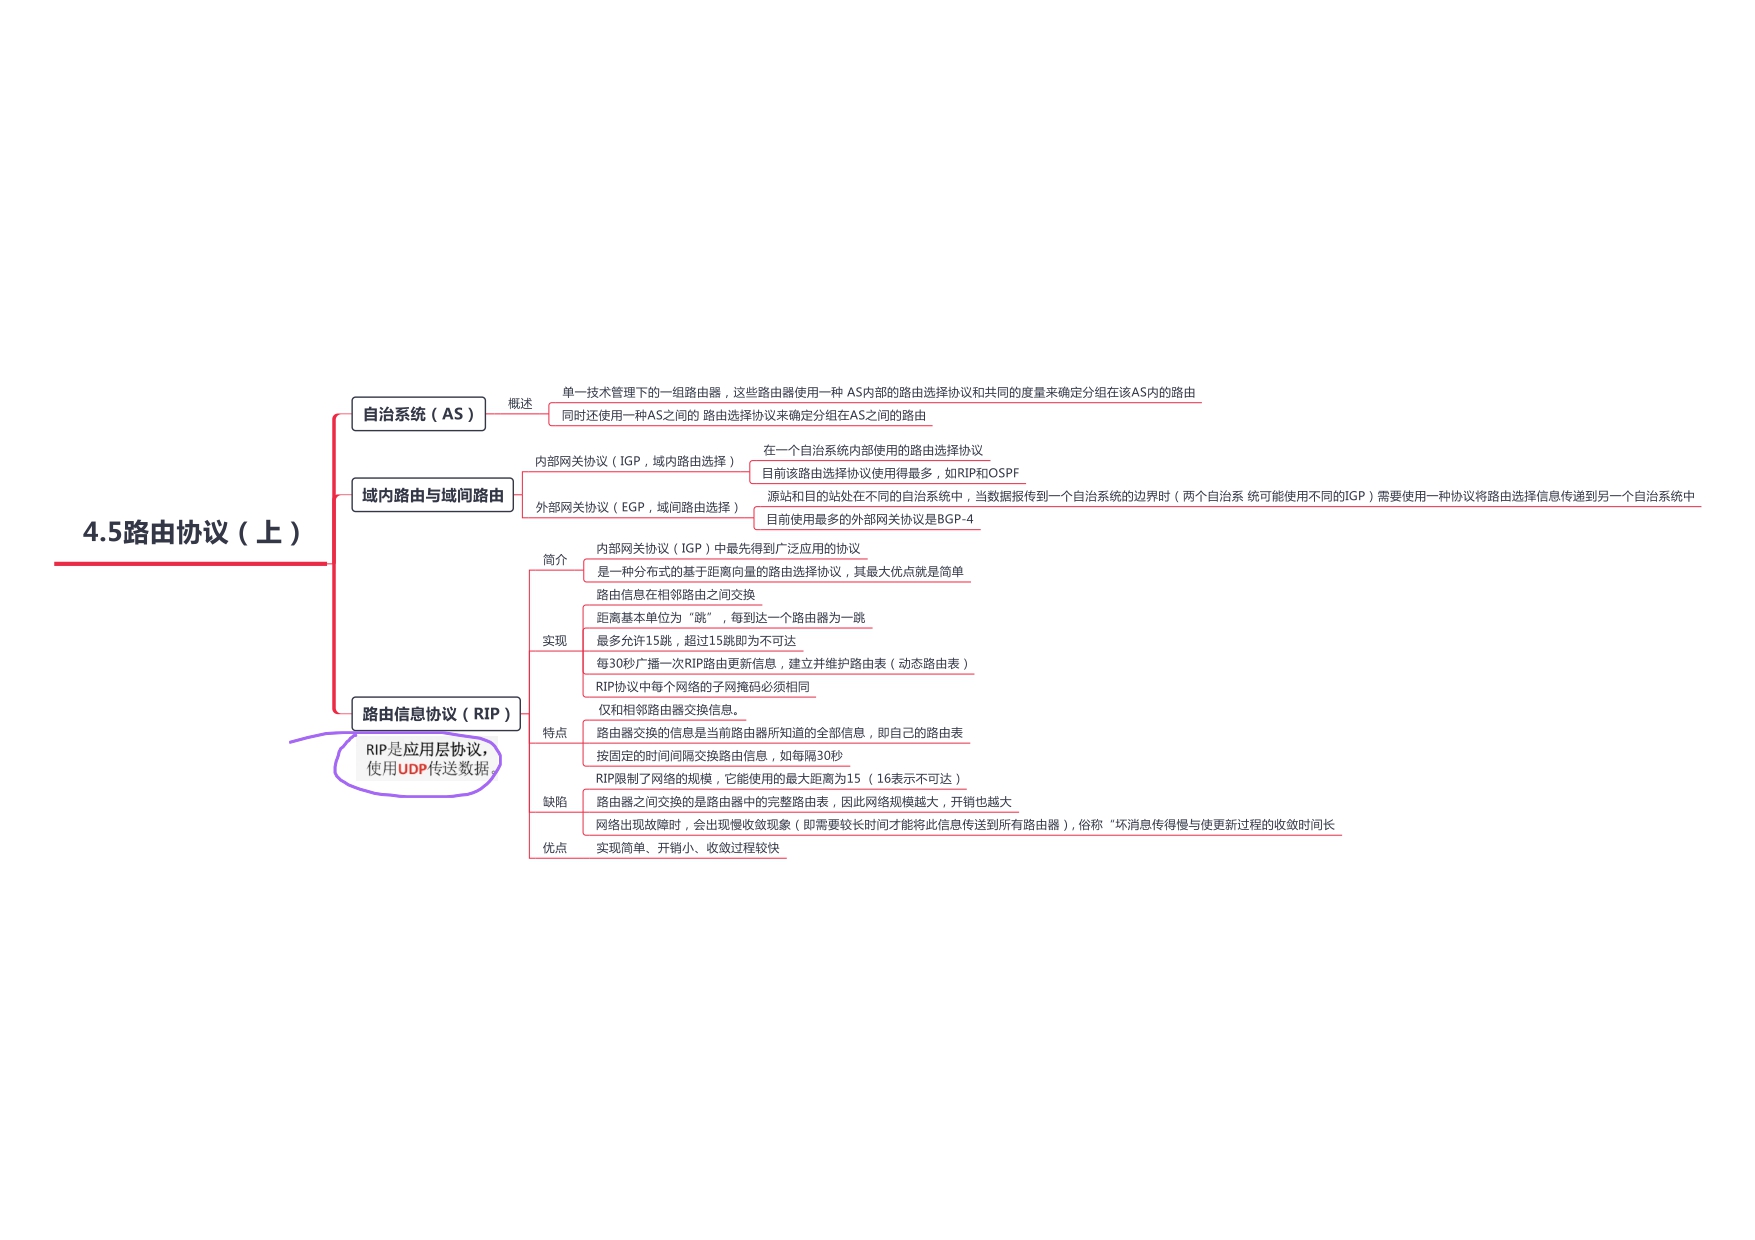 4.5路由协议（上）
自治系统（AS）
概述
单一技术管理下的一组路由器，这些路由器使用一种 AS内部的路由选择协议和共同的度量来确定分组在该AS内的路由
同时还使用一种AS之间的 路由选择协议来确定分组在AS之间的路由
域内路由与域间路由
内部网关协议（IGP，域内路由选择）
在一个自治系统内部使用的路由选择协议
目前该路由选择协议使用得最多，如RIP和OSPF
外部网关协议（EGP，域间路由选择）
源站和目的站处在不同的自治系统中，当数据报传到一个自治系统的边界时（两个自治系 统可能使用不同的IGP）需要使用一种协议将路由选择信息传递到另一个自治系统中
目前使用最多的外部网关协议是BGP-4
路由信息协议（RIP）
RIP是应用层协议，
使用UDP传送数据。
简介
内部网关协议（IGP）中最先得到广泛应用的协议
是一种分布式的基于距离向量的路由选择协议，其最大优点就是简单
实现
路由信息在相邻路由之间交换
距离基本单位为“跳”，每到达一个路由器为一跳
最多允许15跳，超过15跳即为不可达
每30秒广播一次RIP路由更新信息，建立并维护路由表（动态路由表）
RIP协议中每个网络的子网掩码必须相同
特点
仅和相邻路由器交换信息。
路由器交换的信息是当前路由器所知道的全部信息，即自己的路由表
按固定的时间间隔交换路由信息，如每隔30秒
缺陷
RIP限制了网络的规模，它能使用的最大距离为15 （16表示不可达）
路由器之间交换的是路由器中的完整路由表，因此网络规模越大，开销也越大
网络出现故障时，会出现慢收敛现象（即需要较长时间才能将此信息传送到所有路由器），俗称“坏消息传得慢与使更新过程的收敛时间长
优点
实现简单、开销小、收敛过程较快